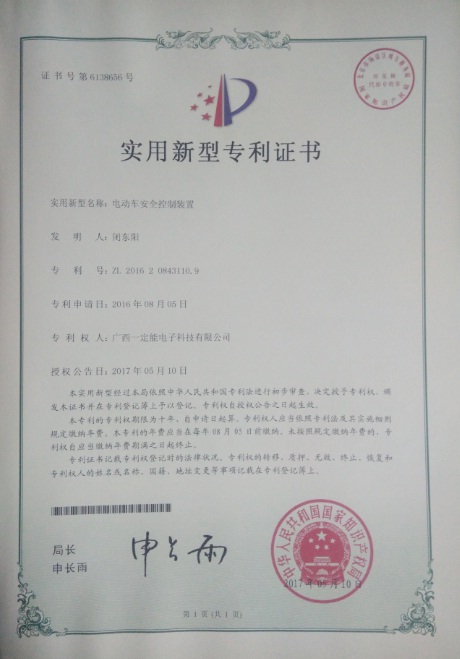 证书号第6138656号
实用新型专利证书
实用新型名称：电动车安全控制装置
发 明 人：闭东阳
专 利 号：ZL 2016 2 0843110.9
专利申请日：2016年08月05日
专 利 权 人：广西一定能电子科技有限公司
授权公告日：2017年05月10日
本实用新型经过本局依照中华人民共和国专利法进行初步审查，决定授予专利权，颁
发本证书并在专利登记簿上予以登记。专利权自授权公告之日起生效。
本专利的专利权期限为十年，自申请日起算。专利权人应当依照专利法及其实施细则
规定缴纳年费。本专利的年费应当在每年08月05日前缴纳。未按照规定缴纳年费的，专利
权自应当缴纳年费期满之日起终止。
专利证书记载专利权登记时的法律状况。专利权的转移、质押、无效、终止、恢复和
专利权人的姓名或名称、国籍、地址变更等事项记载在专利登记簿上。
局长
申长雨
申长雨
中华人民共和国国家知识产权局
2017年05月10日
第 1 页 (共 1 页)